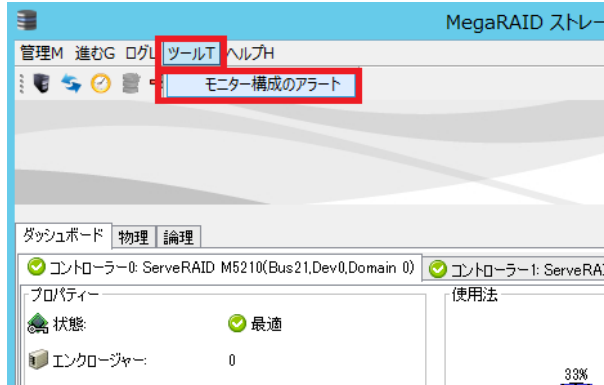 MegaRAID ストレー
管理M 進むG ログL ツールT ヘルプH
モニター構成のアラート
ダッシュボード 物理 論理
コントローラー0: ServeRAID M5210(Bus21,Dev0,Domain 0) コントローラー1: ServeRAI
プロパティー 使用法
状態: 最適
エンクロージャー: 0
33%